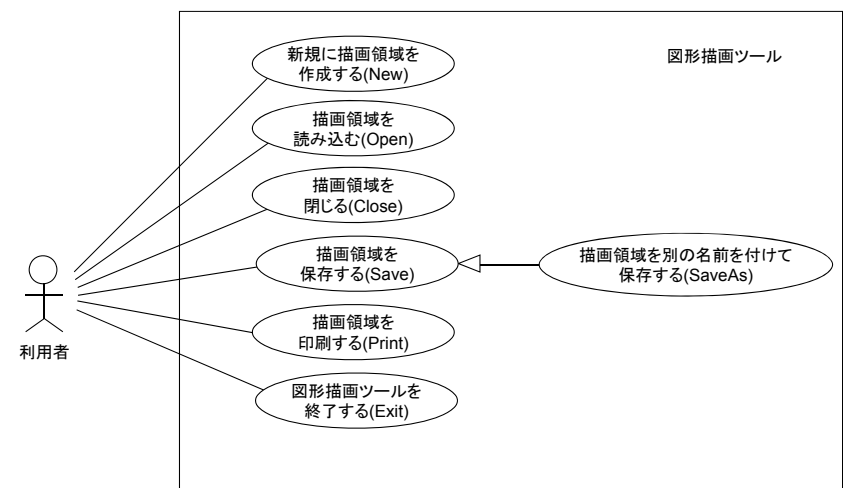 図形描画ツール
新規に描画領域を
作成する(New)
描画領域を
読み込む(Open)
描画領域を
閉じる(Close)
描画領域を
保存する(Save)
描画領域を別の名前を付けて
保存する(SaveAs)
描画領域を
印刷する(Print)
図形描画ツールを
終了する(Exit)
利用者